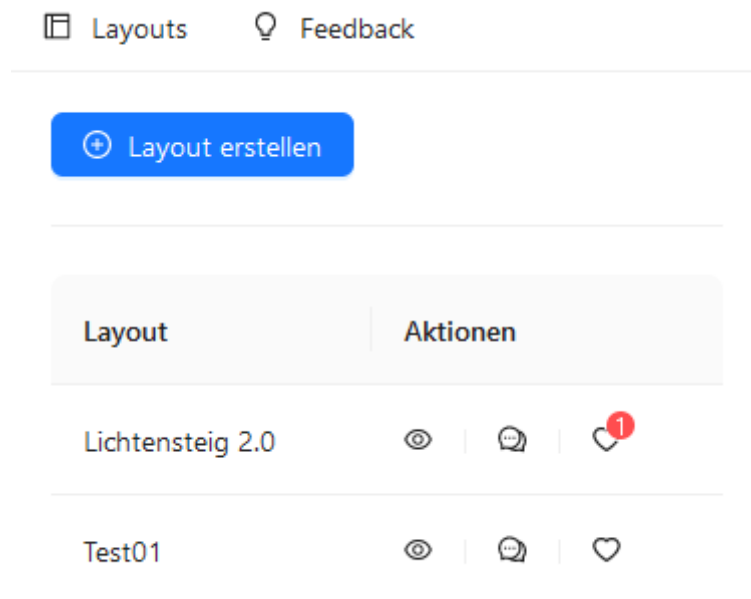 Layouts Feedback
Layout erstellen
Layout Aktionen
Lichtensteig 2.0 1
Test01